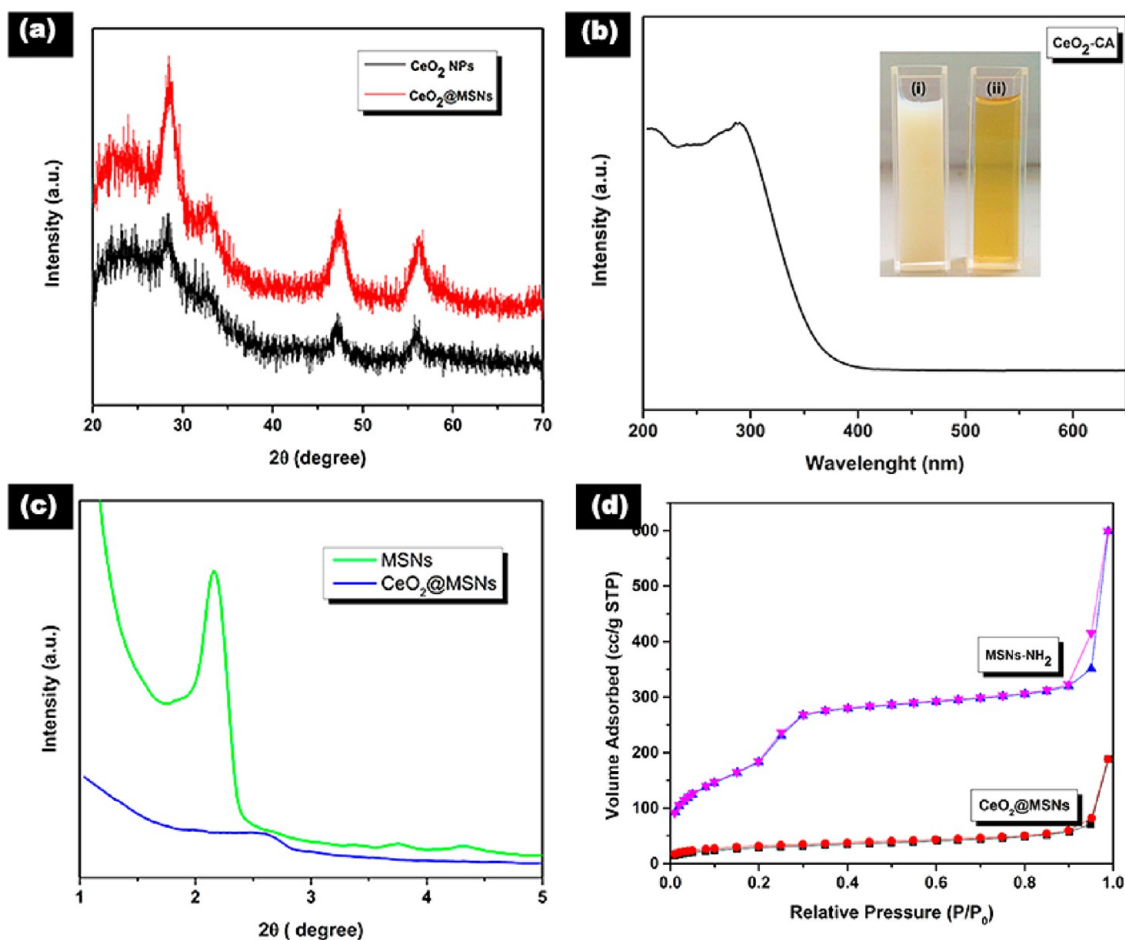 (a)
CeO2 NPs
CeO2@MSNs
Intensity (a.u.)
20 30 40 50 60 70
2θ (degree)
(b)
CeO2-CA
(i) (ii)
Intensity (a.u.)
200 300 400 500 600
Wavelenght (nm)
(c)
MSNs
CeO2@MSNs
Intensity (a.u.)
1 2 3 4 5
2θ ( degree)
(d)
600
500
400
300
200
100
0
Volume Adsorbed (cc/g STP)
MSNs-NH2
CeO2@MSNs
0.0 0.2 0.4 0.6 0.8 1.0
Relative Pressure (P/P0)